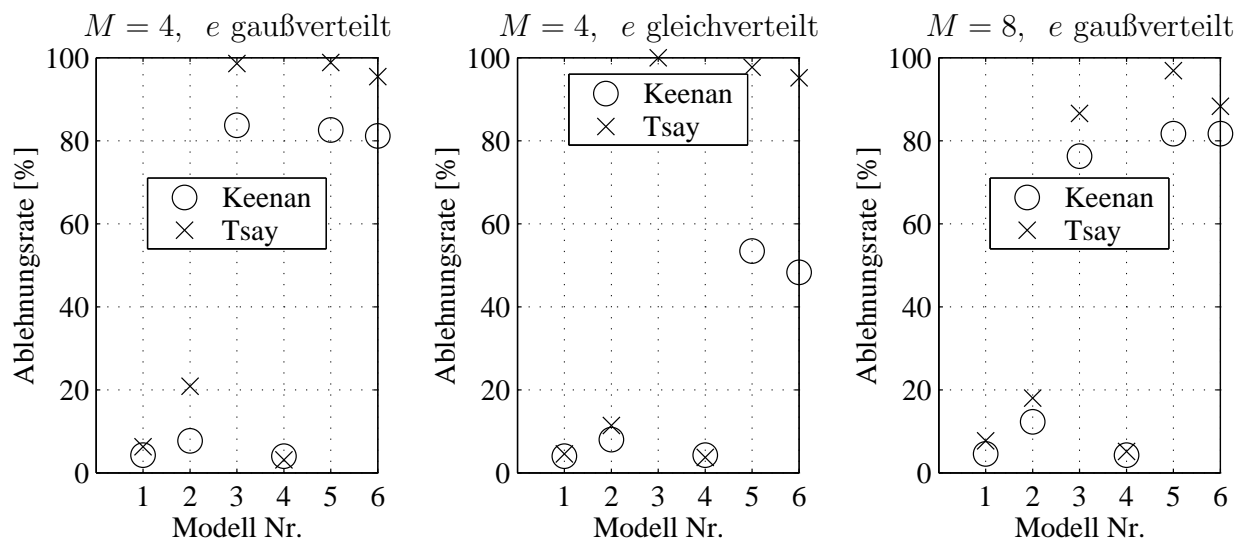 M = 4, e gaußverteilt
100
80
60
40
20
0
Ablehnungsrate [%]
Keenan
Tsay
1 2 3 4 5 6
Modell Nr.
M = 4, e gleichverteilt
100
80
60
40
20
0
Ablehnungsrate [%]
Keenan
Tsay
1 2 3 4 5 6
Modell Nr.
M = 8, e gaußverteilt
100
80
60
40
20
0
Ablehnungsrate [%]
Keenan
Tsay
1 2 3 4 5 6
Modell Nr.